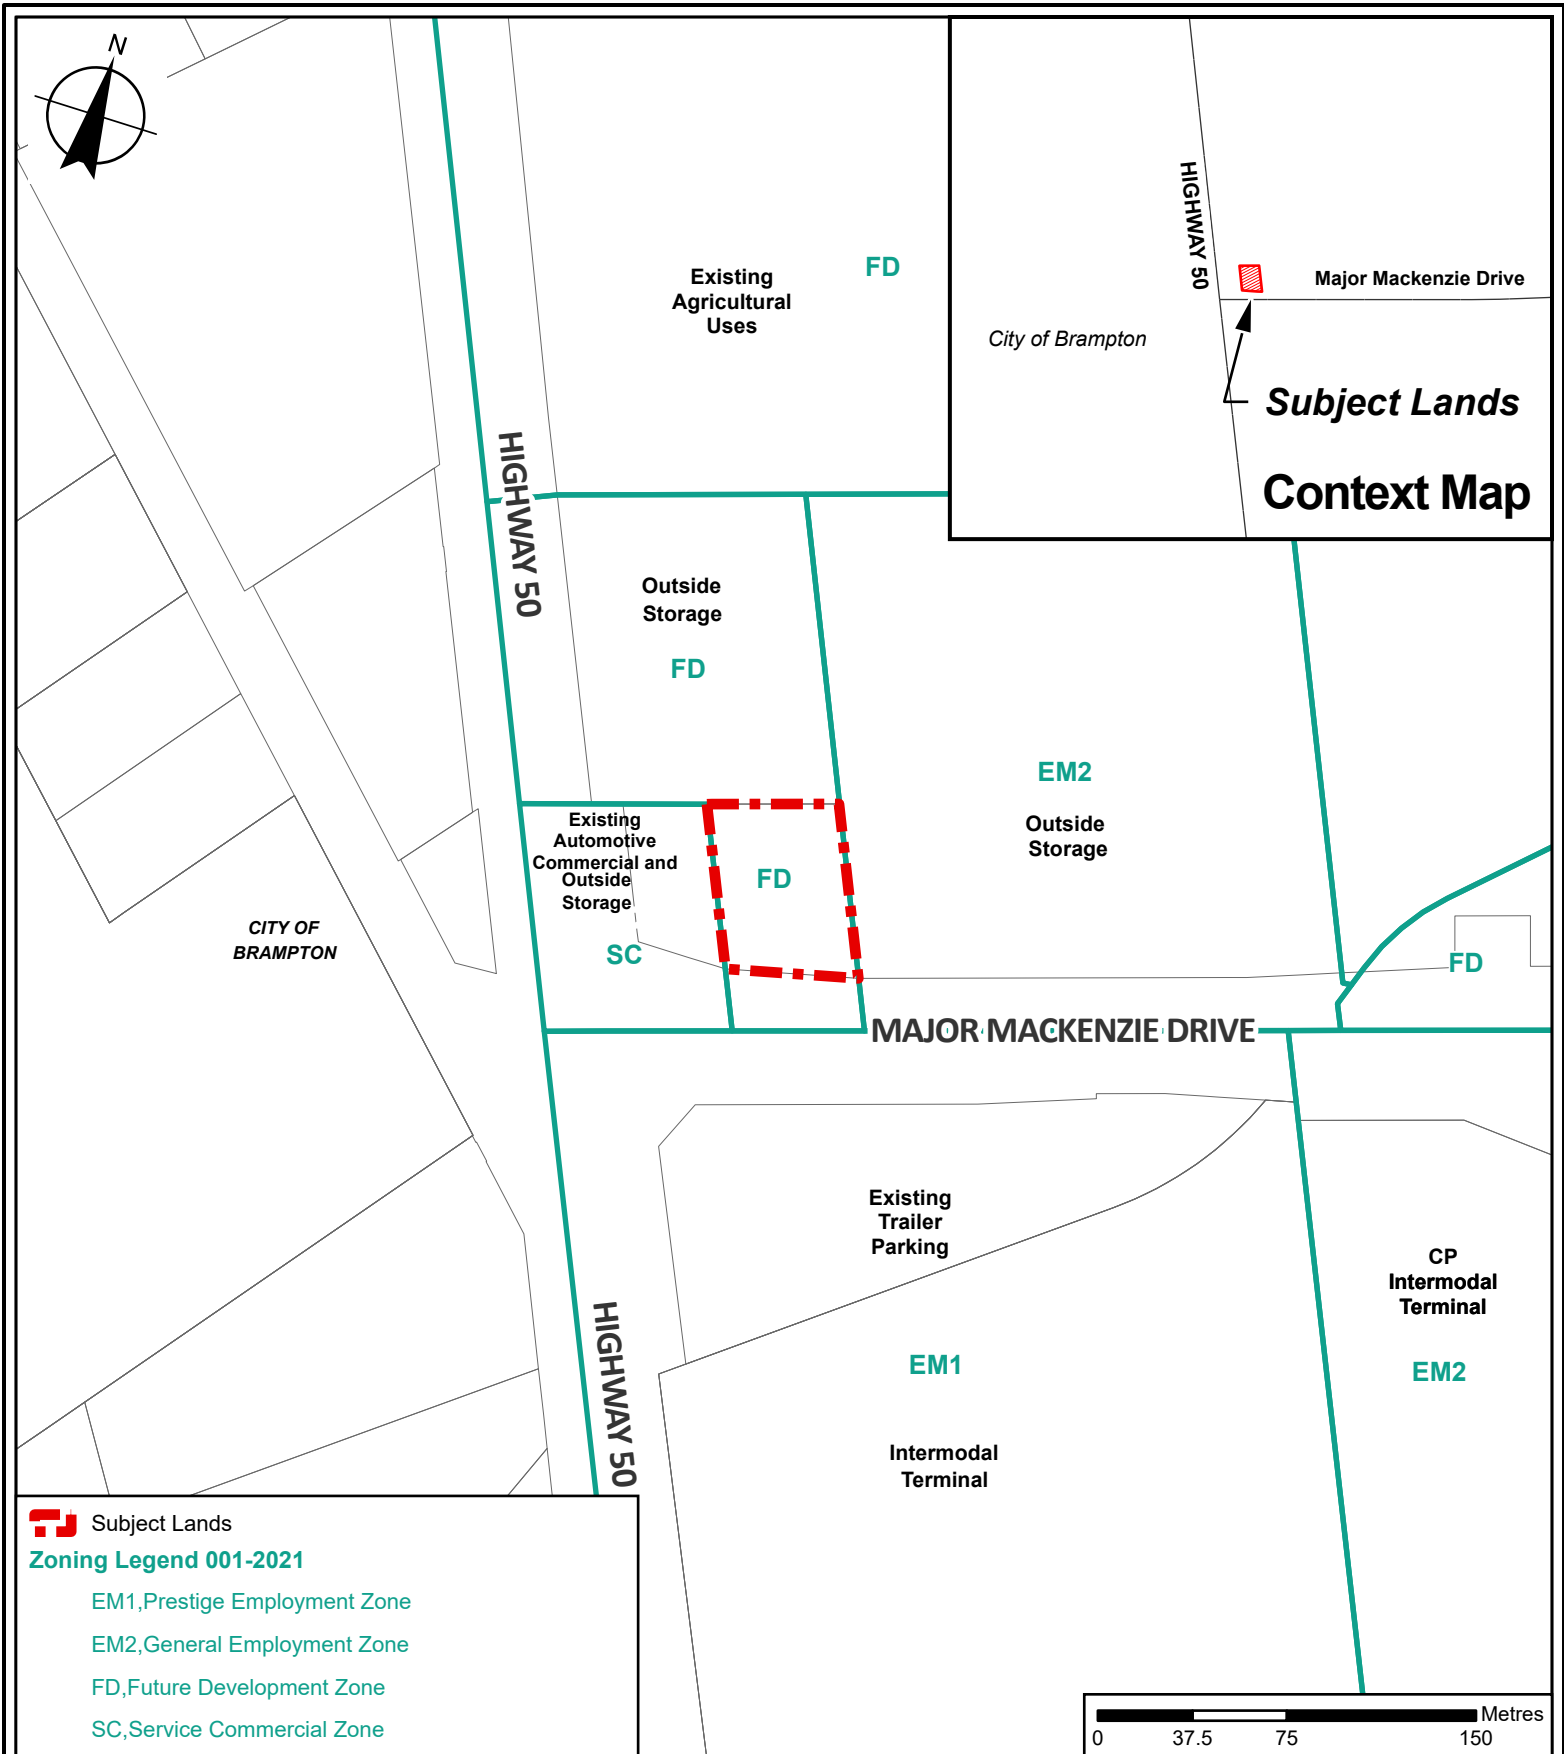 N
HIGHWAY 50
Major Mackenzie Drive
City of Brampton
Subject Lands
Context Map
Existing
Agricultural
Uses
FD
HIGHWAY 50
Outside
Storage
FD
EM2
Outside
Storage
Existing
Automotive
Commercial and
Outside
Storage
SC
FD
CITY OF
BRAMPTON
FD
MAJOR MACKENZIE DRIVE
Existing
Trailer
Parking
CP
Intermodal
Terminal
EM2
EM1
HIGHWAY 50
Intermodal
Terminal
Subject Lands
Zoning Legend 001-2021
EM1,Prestige Employment Zone
EM2,General Employment Zone
FD,Future Development Zone
SC,Service Commercial Zone
Metres
0 37.5 75 150